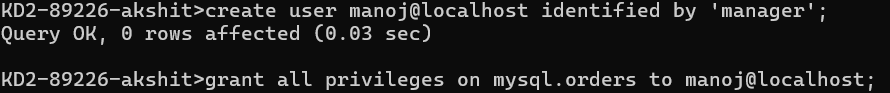 KD2-89226-akshit>create user manoj@localhost identified by 'manager';
Query OK, 0 rows affected (0.03 sec)
KD2-89226-akshit>grant all privileges on mysql.orders to manoj@localhost;